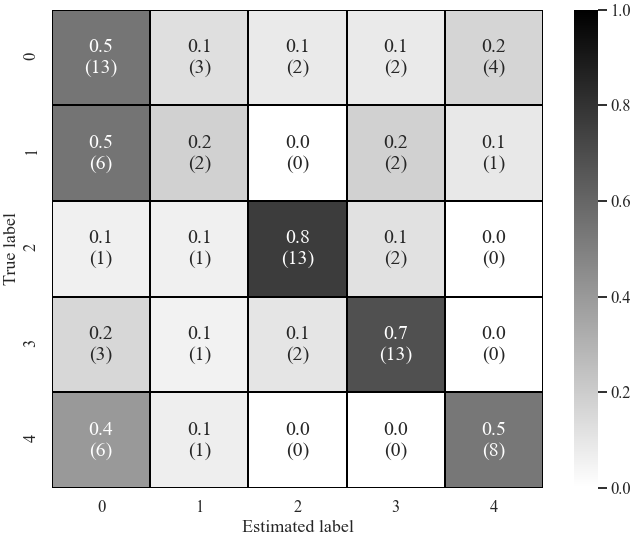 0.5 0.1 0.1 0.1 0.2
(13) (3) (2) (2) (4)
0.5 0.2 0.0 0.2 0.1
(6) (2) (0) (2) (1)
0.1 0.1 0.8 0.1 0.0
(1) (1) (13) (2) (0)
0.2 0.1 0.1 0.7 0.0
(3) (1) (2) (13) (0)
0.4 0.1 0.0 0.0 0.5
(6) (1) (0) (0) (8)
0
1
2
3
4
True label
0 1 2 3 4
Estimated label
1.0
0.8
0.6
0.4
0.2
0.0